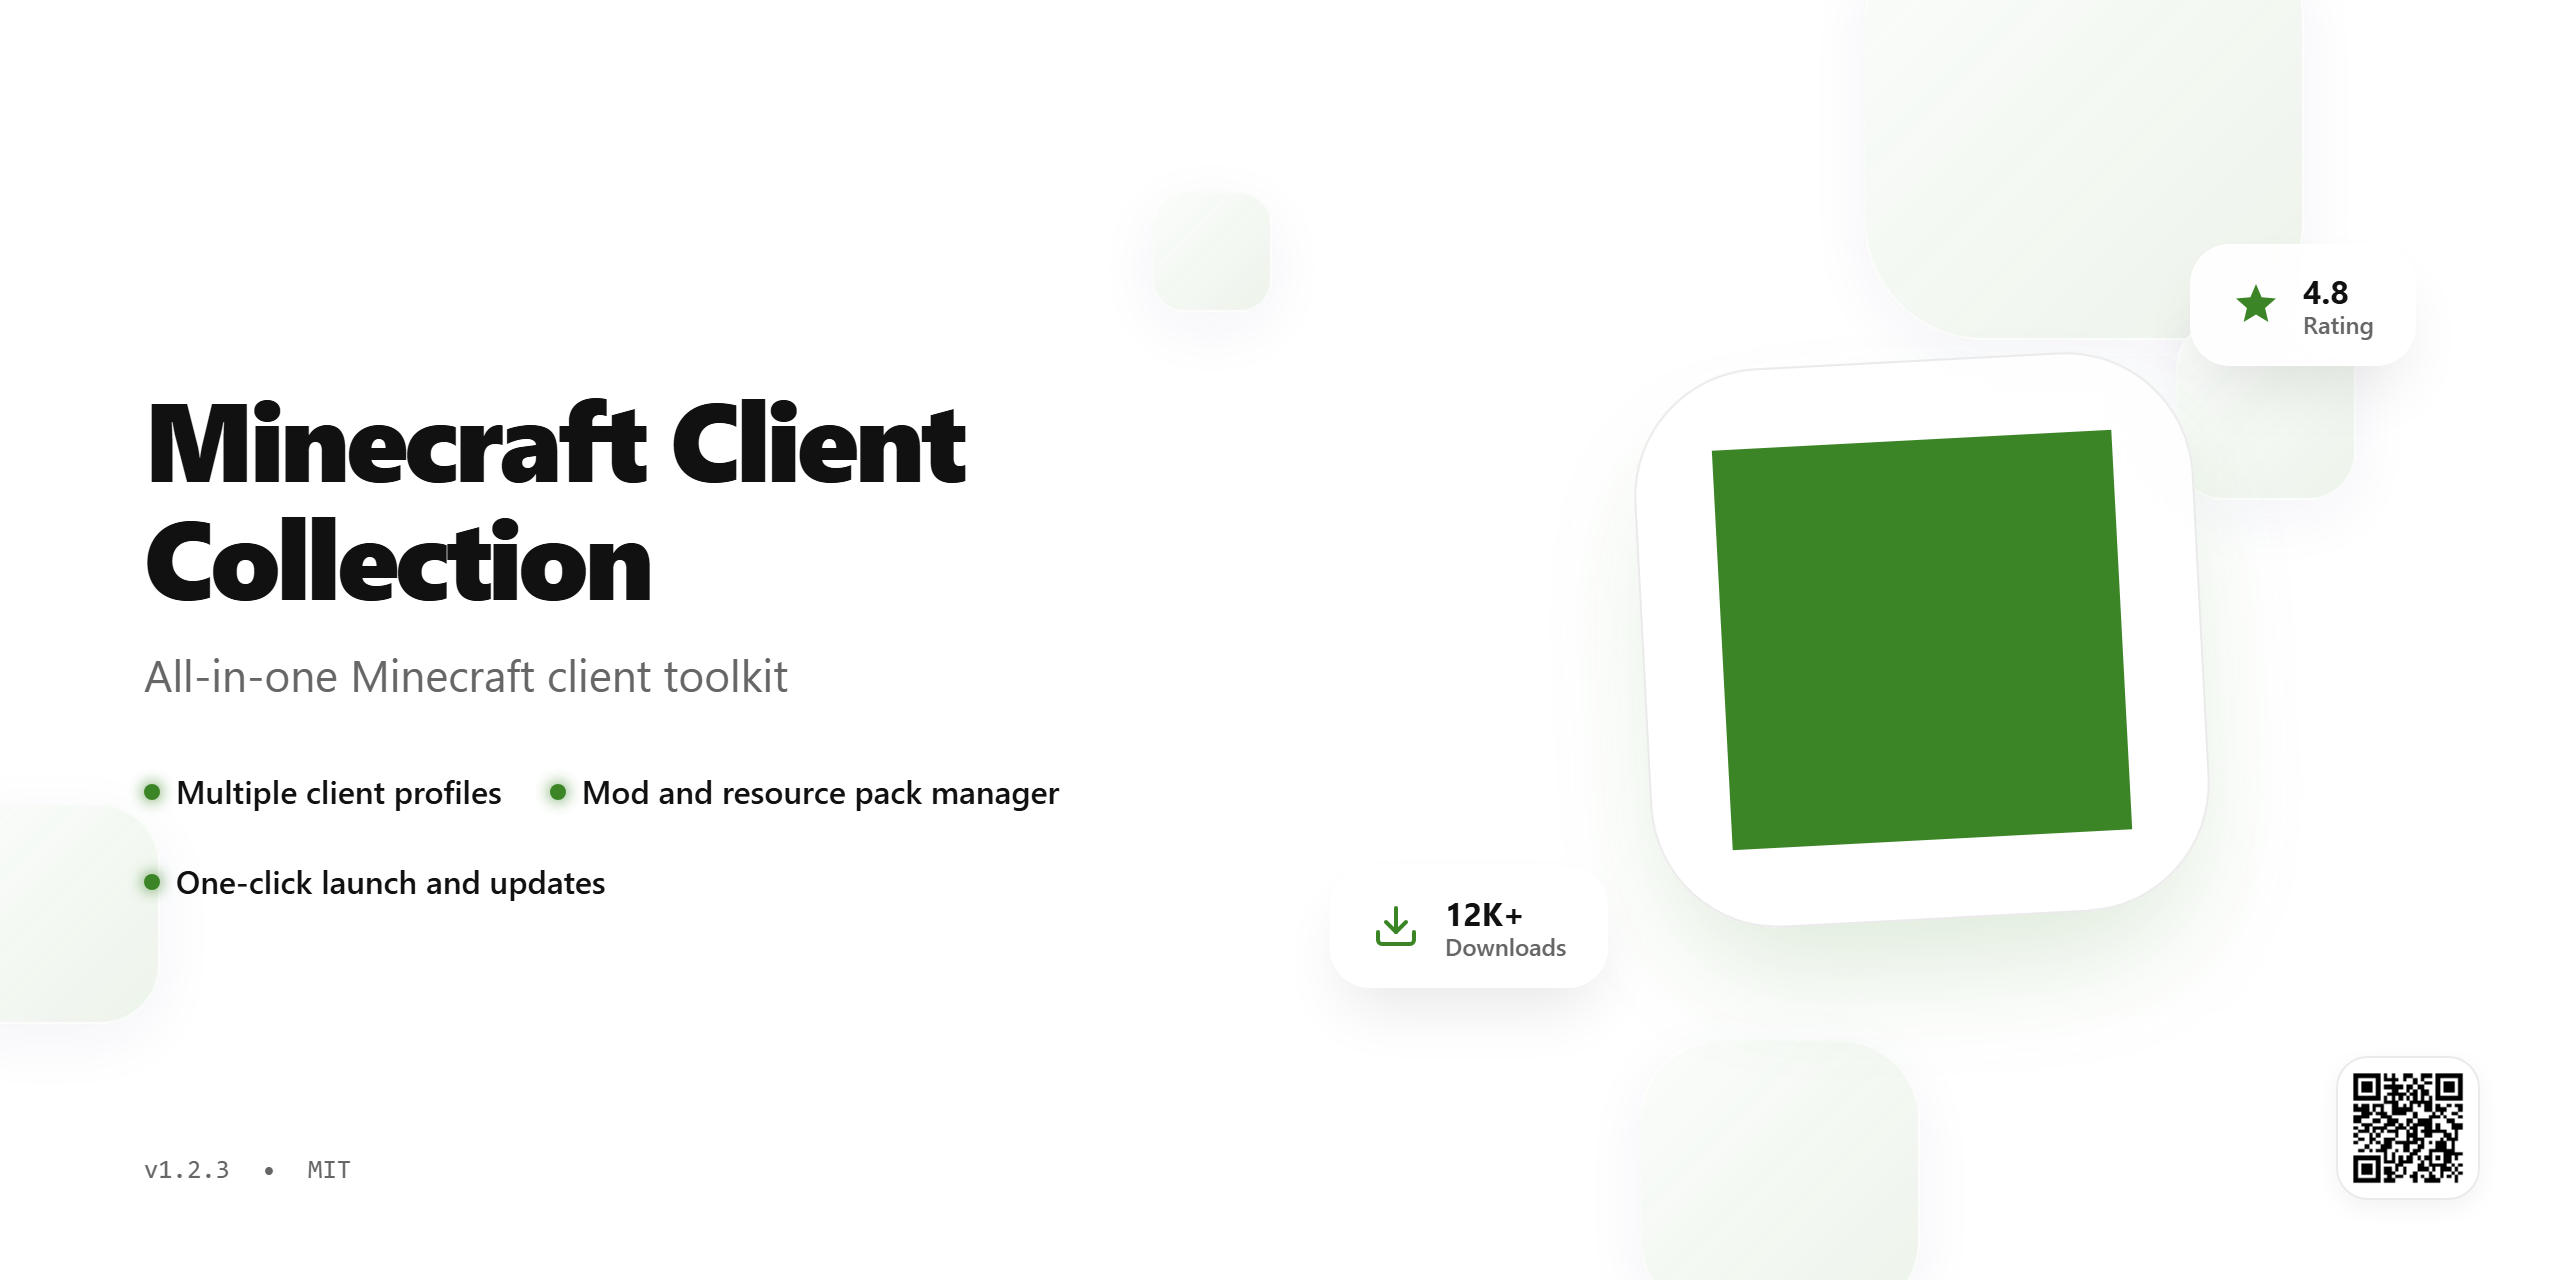 Minecraft Client
Collection
All-in-one Minecraft client toolkit
Multiple client profiles
Mod and resource pack manager
One-click launch and updates
4.8
Rating
12K+
Downloads
v1.2.3 • MIT